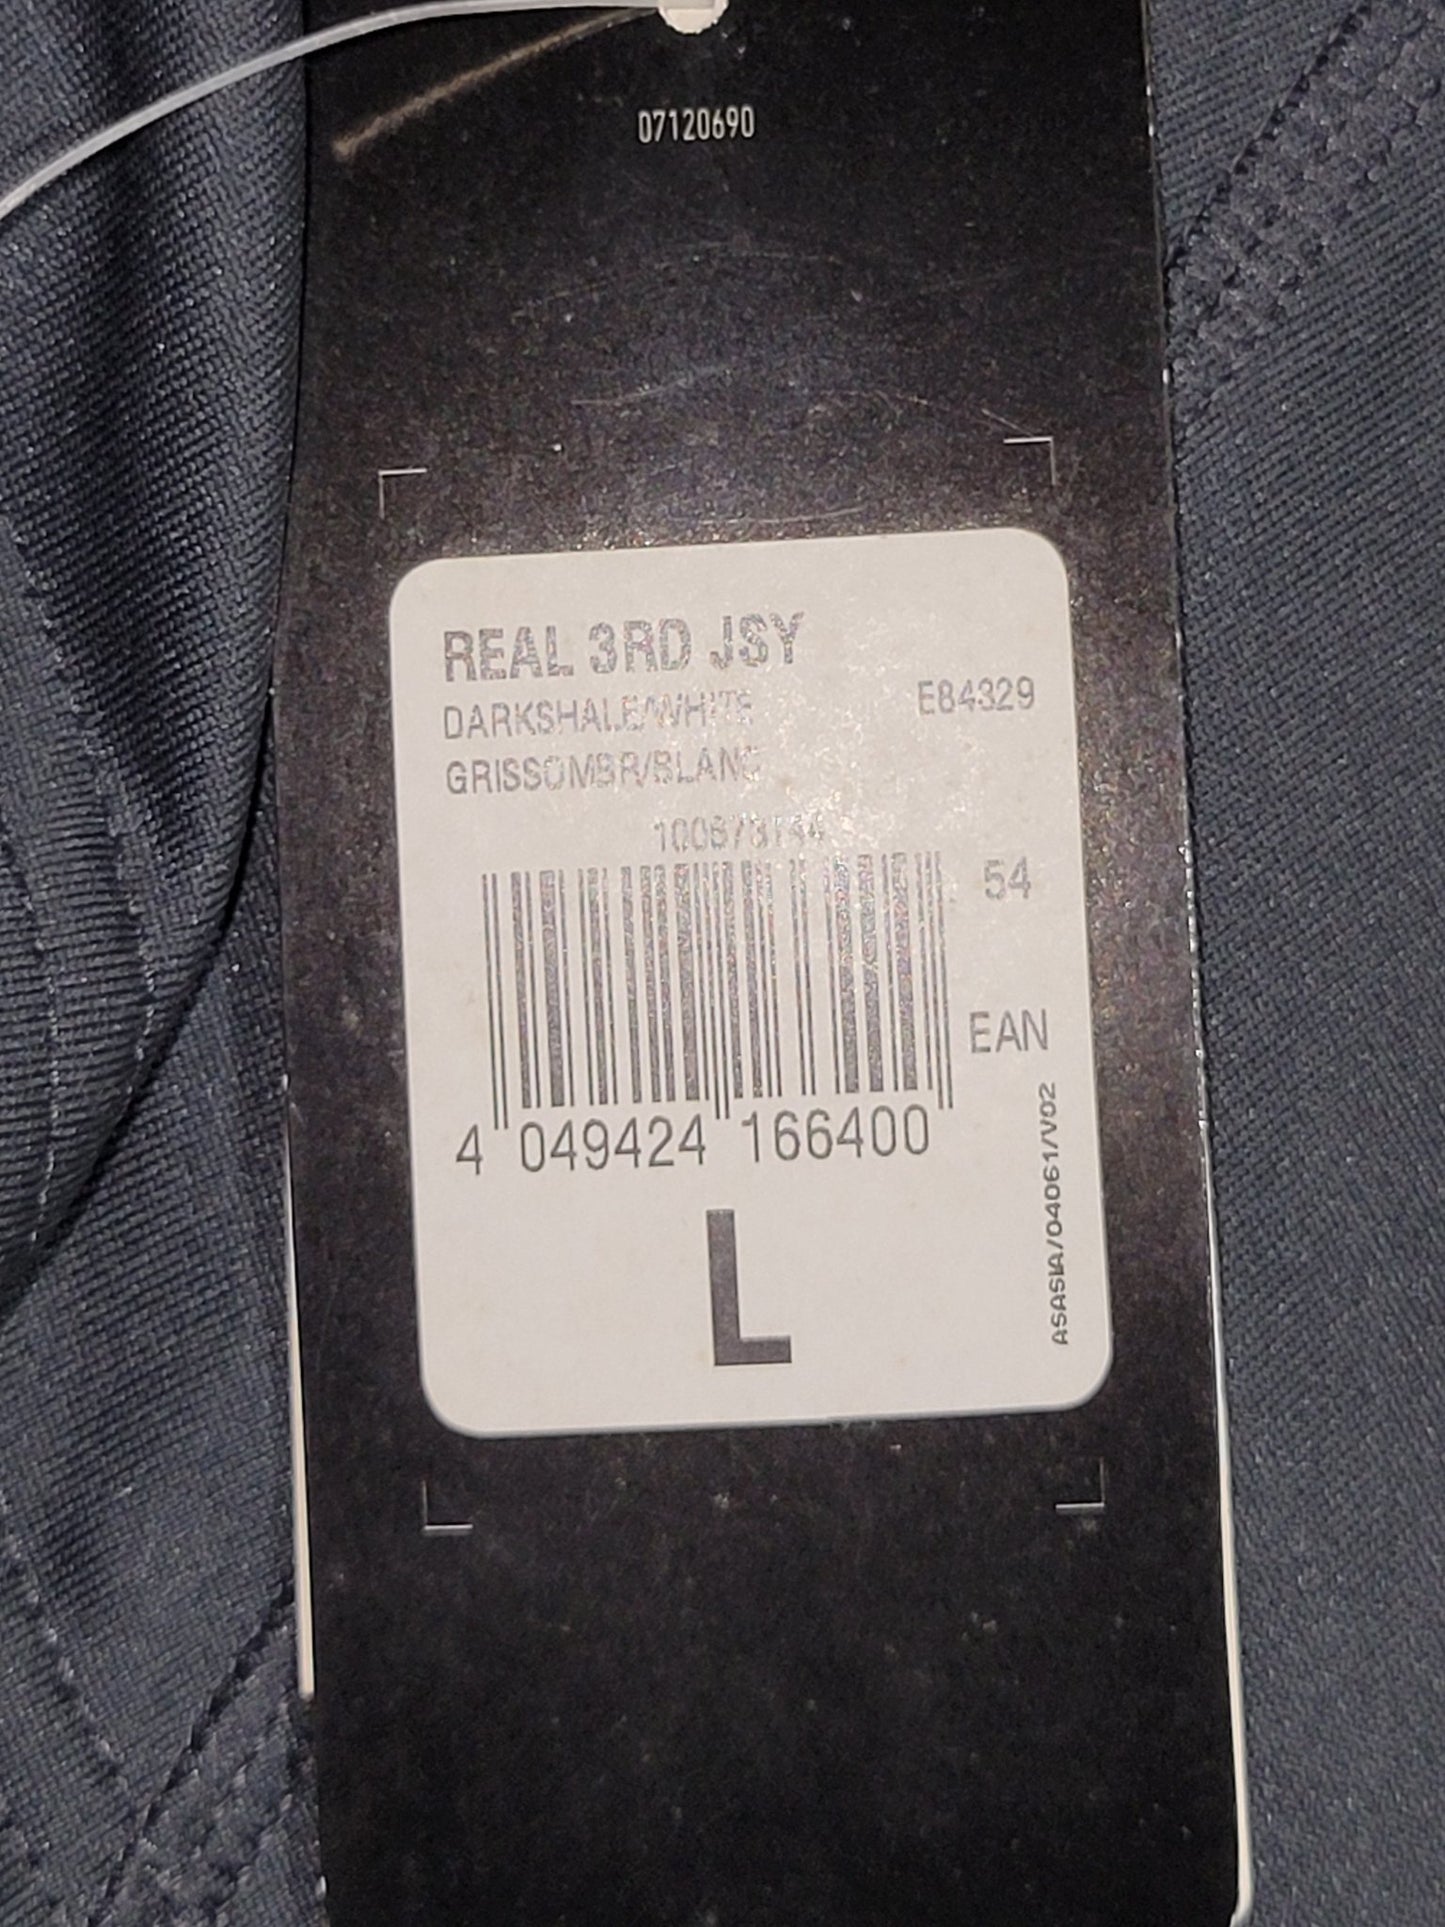 07120690
REAL 3RD JSY
DARKSHALE/WHITE E84329
GRISSOMBR/BLANC
54
EAN
4 049424 166400
L
ASASIA/04061/V02